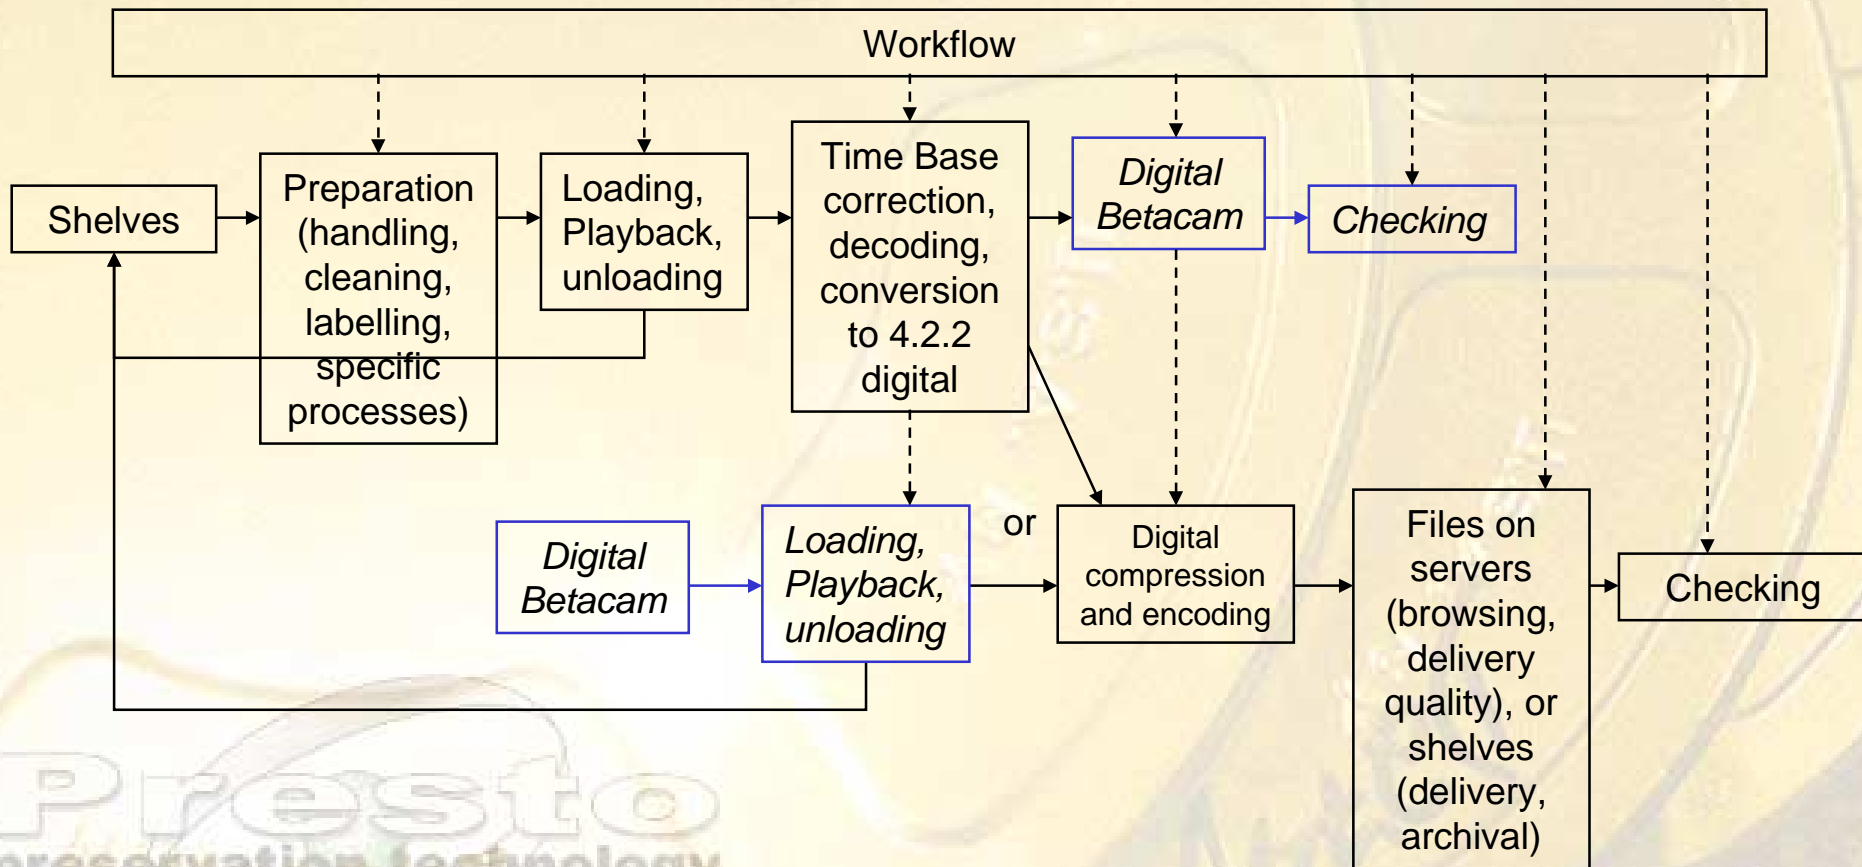 Workflow
Shelves
Preparation
(handling,
cleaning,
labelling,
specific
processes)
Loading,
Playback,
unloading
Time Base
correction,
decoding,
conversion
to 4.2.2
digital
Digital
Betacam
Checking
Digital
Betacam
Loading,
Playback,
unloading
or
Digital
compression
and encoding
Files on
servers
(browsing,
delivery
quality), or
shelves
(delivery,
archival)
Checking
Presto
preservation technology